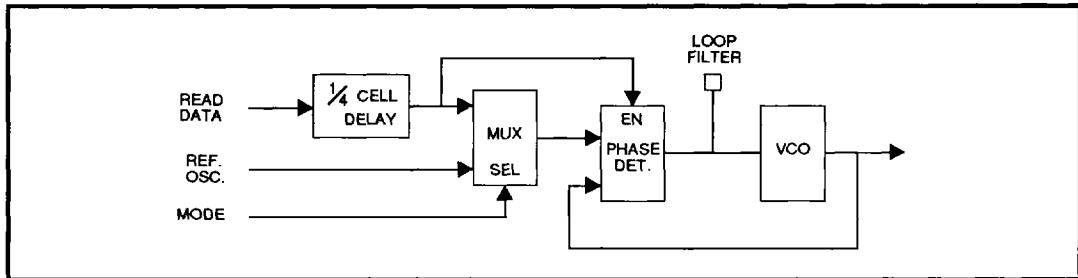 LOOP
FILTER
READ
DATA
1/4 CELL
DELAY
MUX
SEL
EN
PHASE
DET.
VCO
REF.
OSC.
MODE